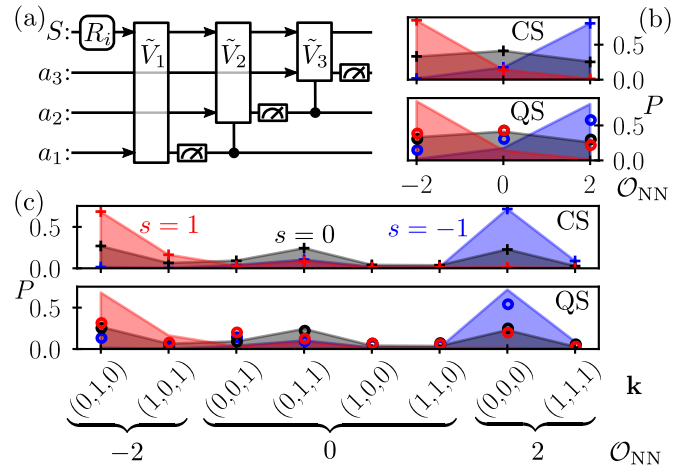 (a)
S:
R_i
Ṽ_1
Ṽ_2
Ṽ_3
a_3:
a_2:
a_1:
(b)
CS
0.5
0.0
QS
P
0.5
0.0
−2 0 2 𝒪_NN
(c)
0.5
0.0
s = 1
s = 0
s = −1
CS
P
0.5
0.0
QS
(0,1,0) (1,0,1) (0,0,1) (0,1,1) (1,0,0) (1,1,0) (0,0,0) (1,1,1) k
−2 0 2 𝒪_NN